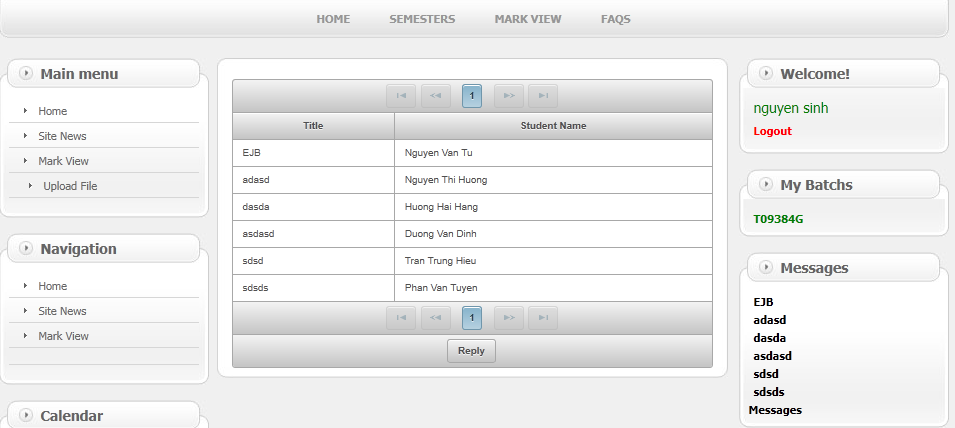 HOME SEMESTERS MARK VIEW FAQS
Main menu
Home
Site News
Mark View
Upload File
Navigation
Home
Site News
Mark View
Calendar
1
Title Student Name
EJB Nguyen Van Tu
adasd Nguyen Thi Huong
dasda Huong Hai Hang
asdasd Duong Van Dinh
sdsd Tran Trung Hieu
sdsds Phan Van Tuyen
1
Reply
Welcome!
nguyen sinh
Logout
My Batchs
T09384G
Messages
EJB
adasd
dasda
asdasd
sdsd
sdsds
Messages